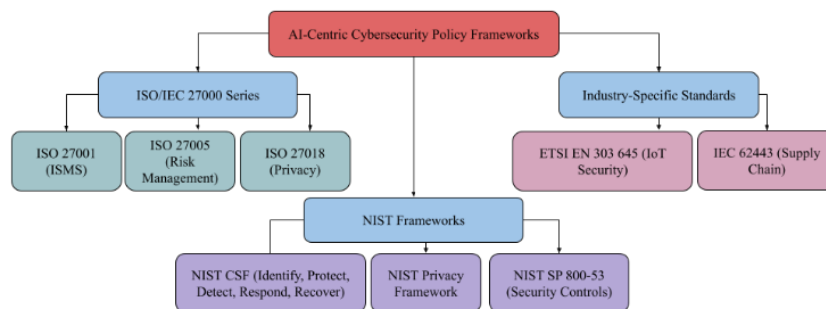 AI-Centric Cybersecurity Policy Frameworks
ISO/IEC 27000 Series
Industry-Specific Standards
ISO 27001
(ISMS)
ISO 27005
(Risk
Management)
ISO 27018
(Privacy)
ETSI EN 303 645 (IoT
Security)
IEC 62443 (Supply
Chain)
NIST Frameworks
NIST CSF (Identify, Protect,
Detect, Respond, Recover)
NIST Privacy
Framework
NIST SP 800-53
(Security Controls)